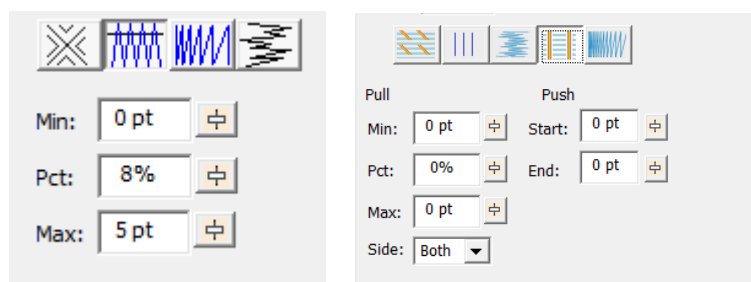 Min: 0 pt
Pct: 8%
Max: 5 pt
Pull Push
Min: 0 pt Start: 0 pt
Pct: 0% End: 0 pt
Max: 0 pt
Side: Both